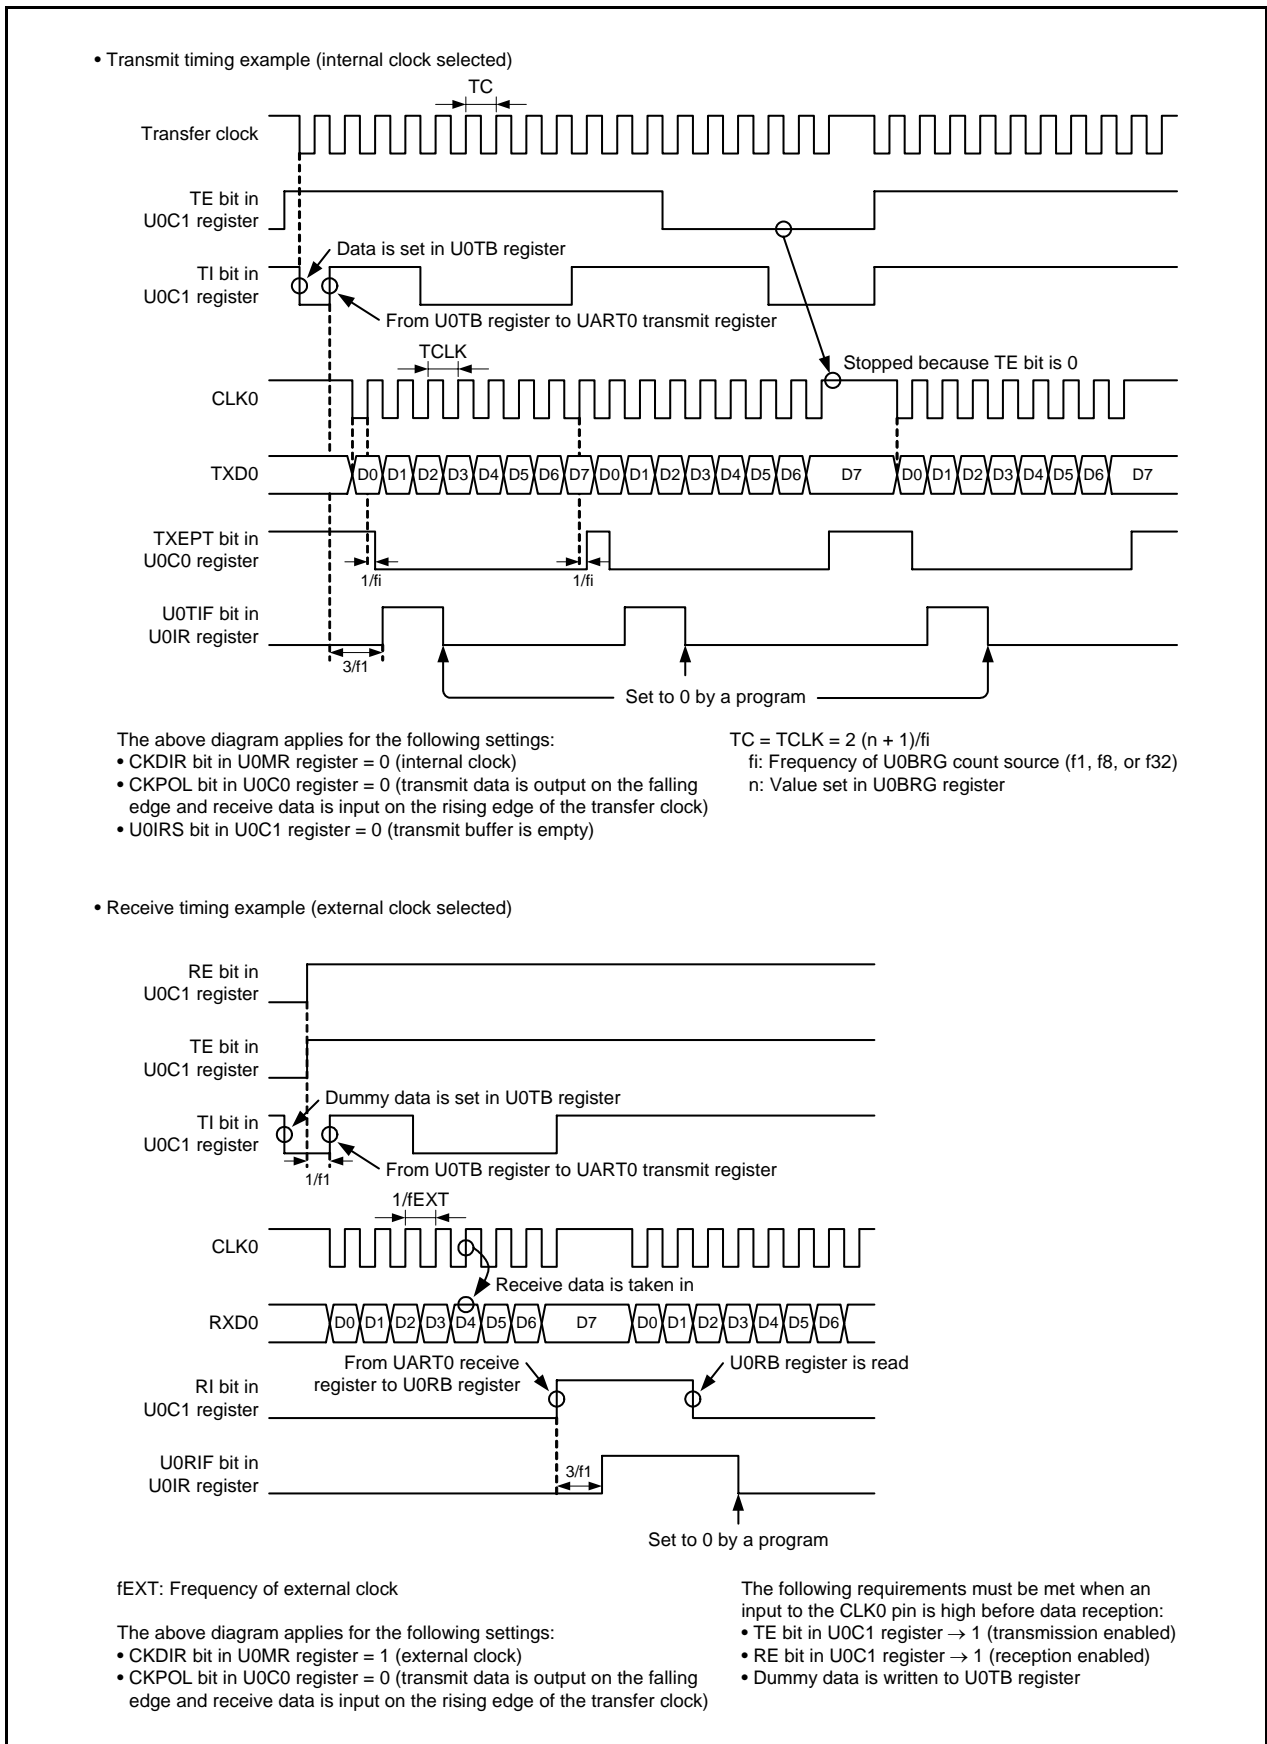 • Transmit timing example (internal clock selected)
TC
Transfer clock
TE bit in
U0C1 register
Data is set in U0TB register
TI bit in
U0C1 register
From U0TB register to UART0 transmit register
TCLK
Stopped because TE bit is 0
CLK0
TXD0 D0 D1 D2 D3 D4 D5 D6 D7 D0 D1 D2 D3 D4 D5 D6 D7 D0 D1 D2 D3 D4 D5 D6 D7
TXEPT bit in
U0C0 register
1/fi 1/fi
U0TIF bit in
U0IR register
3/f1
Set to 0 by a program
The above diagram applies for the following settings:
• CKDIR bit in U0MR register = 0 (internal clock)
• CKPOL bit in U0C0 register = 0 (transmit data is output on the falling
edge and receive data is input on the rising edge of the transfer clock)
• U0IRS bit in U0C1 register = 0 (transmit buffer is empty)
TC = TCLK = 2 (n + 1)/fi
fi: Frequency of U0BRG count source (f1, f8, or f32)
n: Value set in U0BRG register
• Receive timing example (external clock selected)
RE bit in
U0C1 register
TE bit in
U0C1 register
Dummy data is set in U0TB register
TI bit in
U0C1 register
From U0TB register to UART0 transmit register
1/f1
1/fEXT
CLK0
Receive data is taken in
RXD0 D0 D1 D2 D3 D4 D5 D6 D7 D0 D1 D2 D3 D4 D5 D6
From UART0 receive
register to U0RB register
U0RB register is read
RI bit in
U0C1 register
U0RIF bit in
U0IR register
3/f1
Set to 0 by a program
fEXT: Frequency of external clock
The above diagram applies for the following settings:
• CKDIR bit in U0MR register = 1 (external clock)
• CKPOL bit in U0C0 register = 0 (transmit data is output on the falling
edge and receive data is input on the rising edge of the transfer clock)
The following requirements must be met when an
input to the CLK0 pin is high before data reception:
• TE bit in U0C1 register → 1 (transmission enabled)
• RE bit in U0C1 register → 1 (reception enabled)
• Dummy data is written to U0TB register